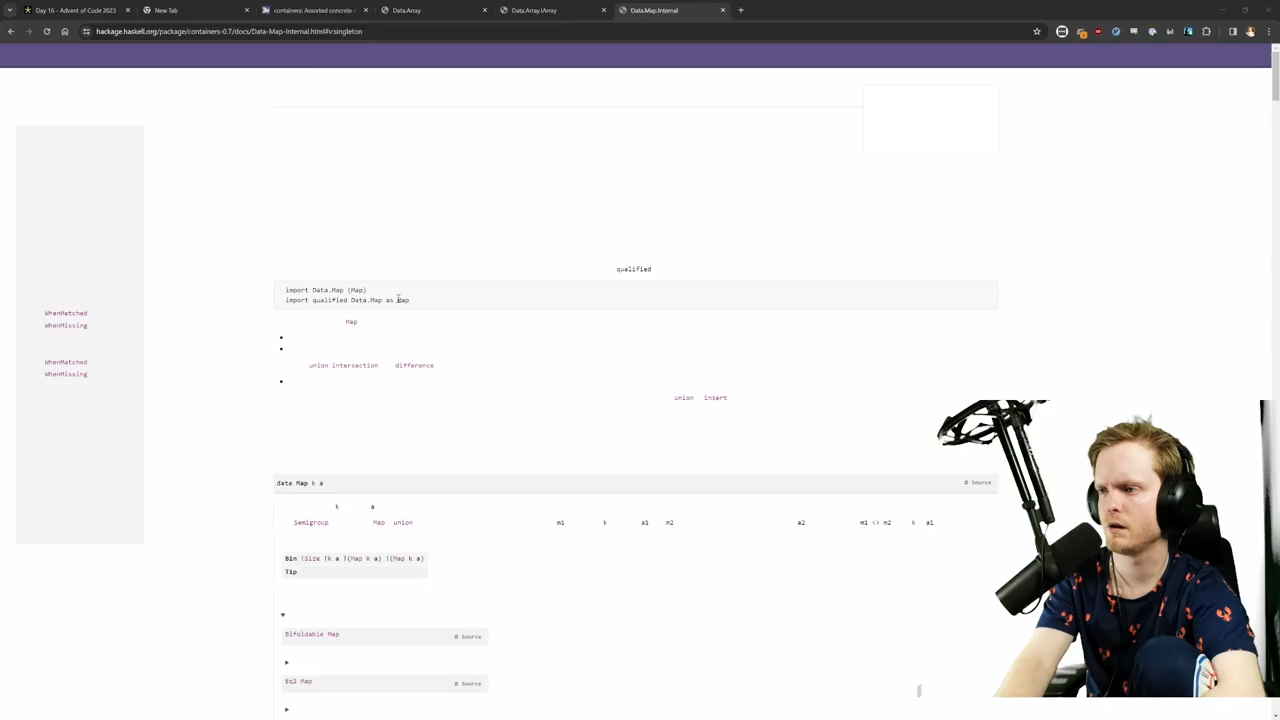 Day 16 - Advent of Code 2023
New Tab
containers: Assorted concrete
Data.Array
Data.Array.IArray
Data.Map.Internal
hackage.haskell.org/package/containers-0.7/docs/Data-Map-Internal.html#v:singleton
qualified
import Data.Map (Map)
import qualified Data.Map as Map
Map
WhenMatched
WhenMissing
WhenMatched
WhenMissing
union intersection difference
union insert
data Map k a
# Source
k a
Semigroup Map union m1 k a1 m2 a2 m1 <> m2 k a1
Bin !Size !k a !(Map k a) !(Map k a)
Tip
Bifoldable Map
# Source
Eq2 Map
# Source